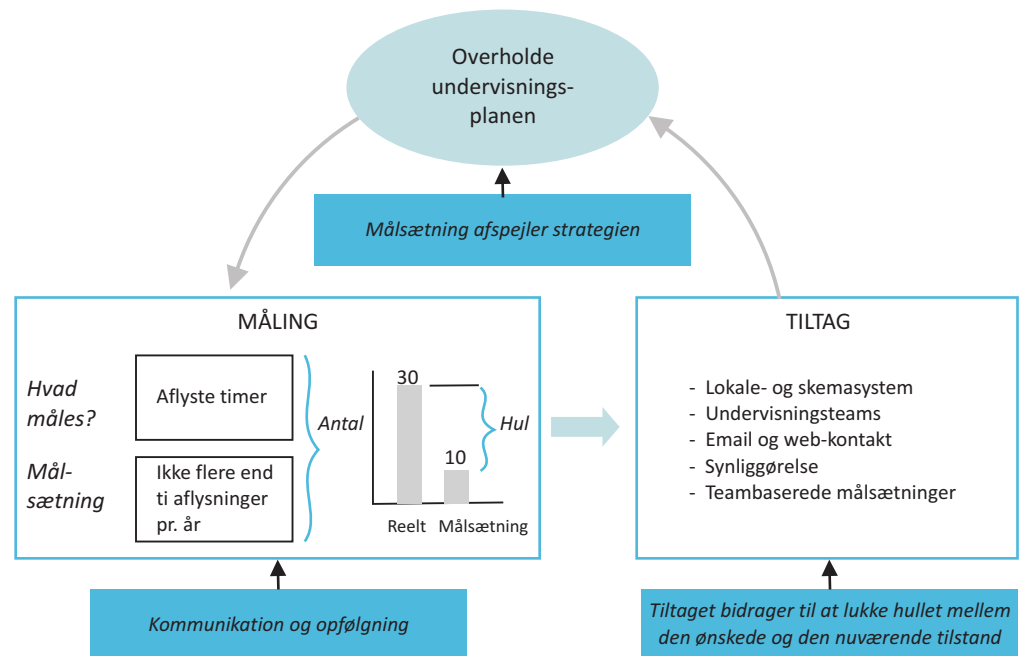 Overholde
undervisnings-
planen
Målsætning afspejler strategien
MÅLING
Hvad
måles?
Aflyste timer
Mål-
sætning
Ikke flere end
ti aflysninger
pr. år
Antal
30
10
Hul
Reelt
Målsætning
TILTAG
- Lokale- og skemasystem
- Undervisningsteams
- Email og web-kontakt
- Synliggørelse
- Teambaserede målsætninger
Kommunikation og opfølgning
Tiltaget bidrager til at lukke hullet mellem
den ønskede og den nuværende tilstand